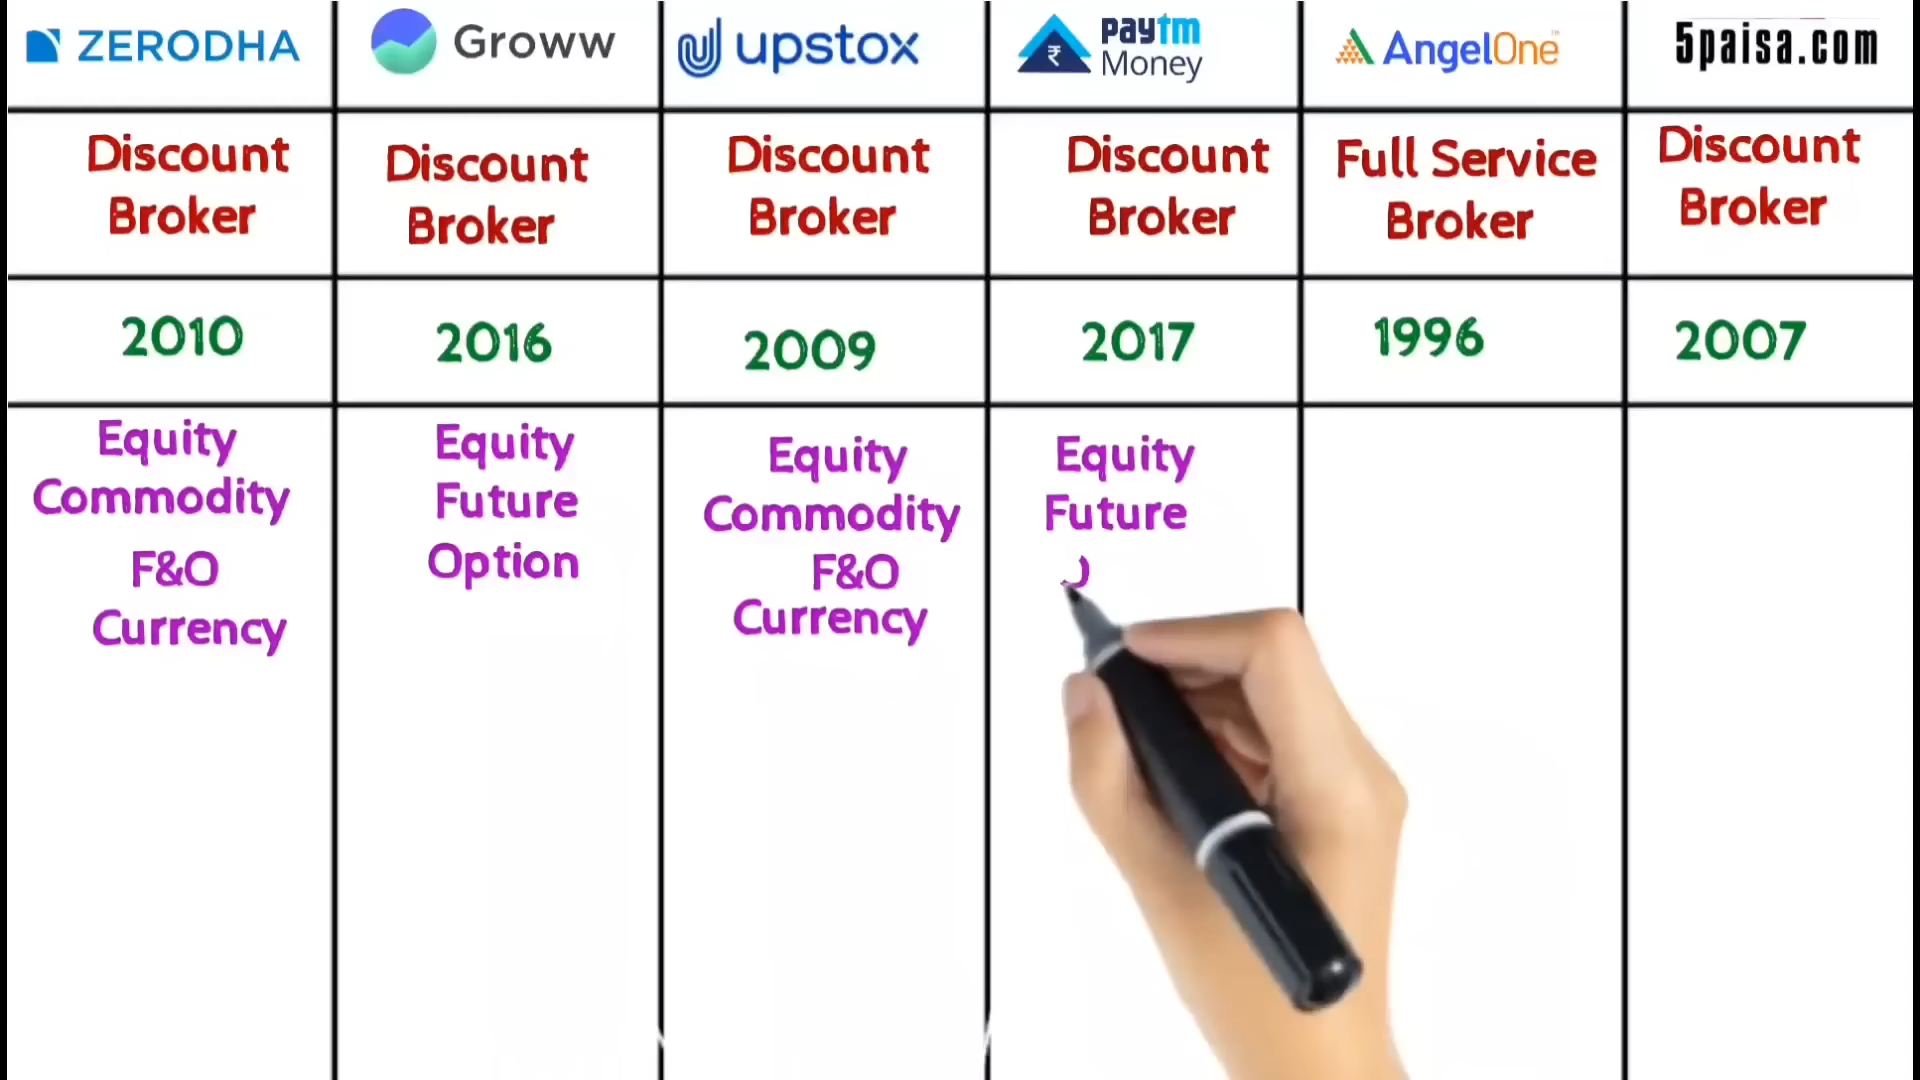 ZERODHA
Groww
upstox
paytm
Money
AngelOne
5paisa.com
Discount
Broker
Discount
Broker
Discount
Broker
Discount
Broker
Full Service
Broker
Discount
Broker
2010
2016
2009
2017
1996
2007
Equity
Commodity
F&O
Currency
Equity
Future
Option
Equity
Commodity
F&O
Currency
Equity
Future